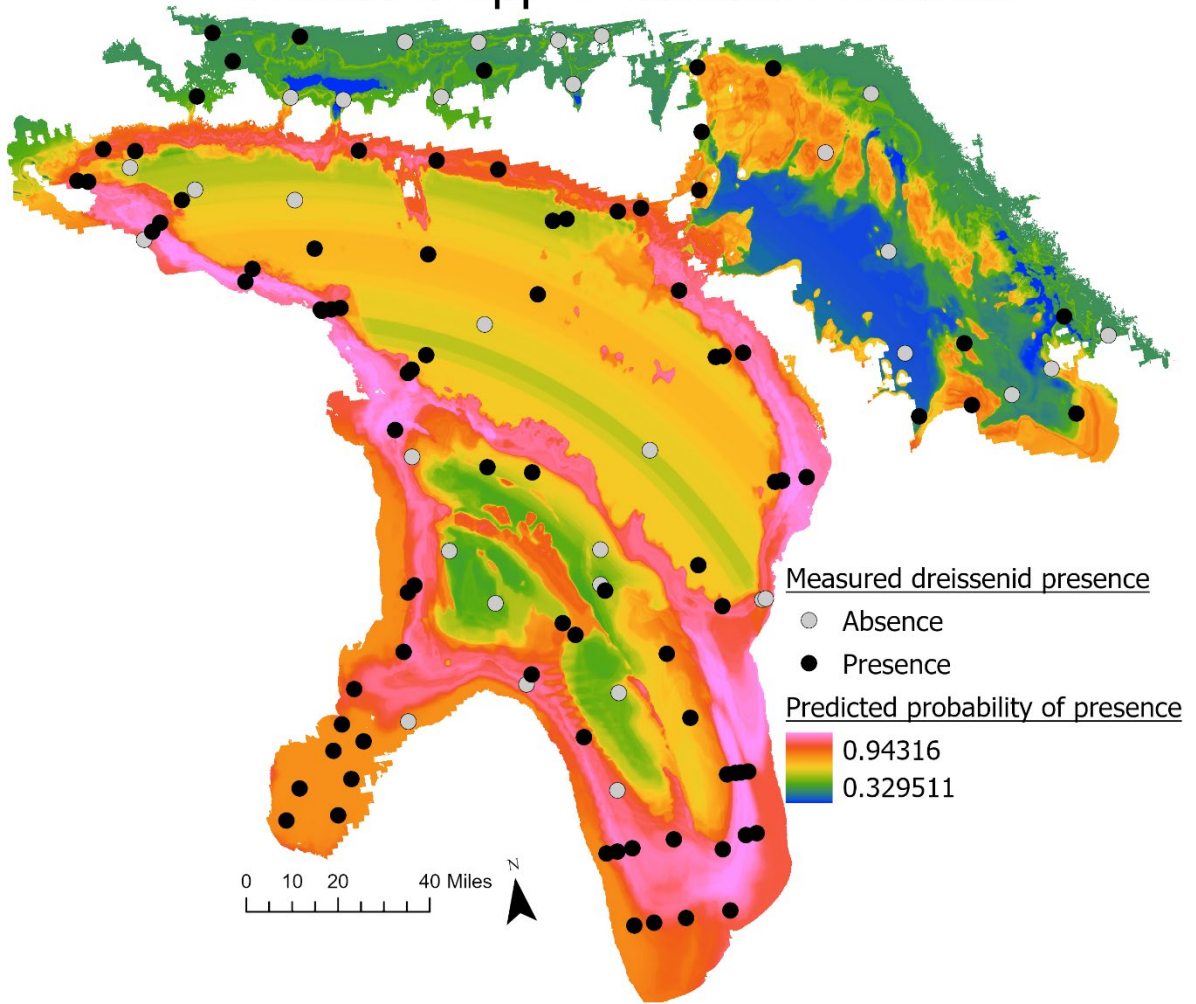 Measured dreissenid presence
Absence
Presence
Predicted probability of presence
0.94316
0.329511
0 10 20 40 Miles
N